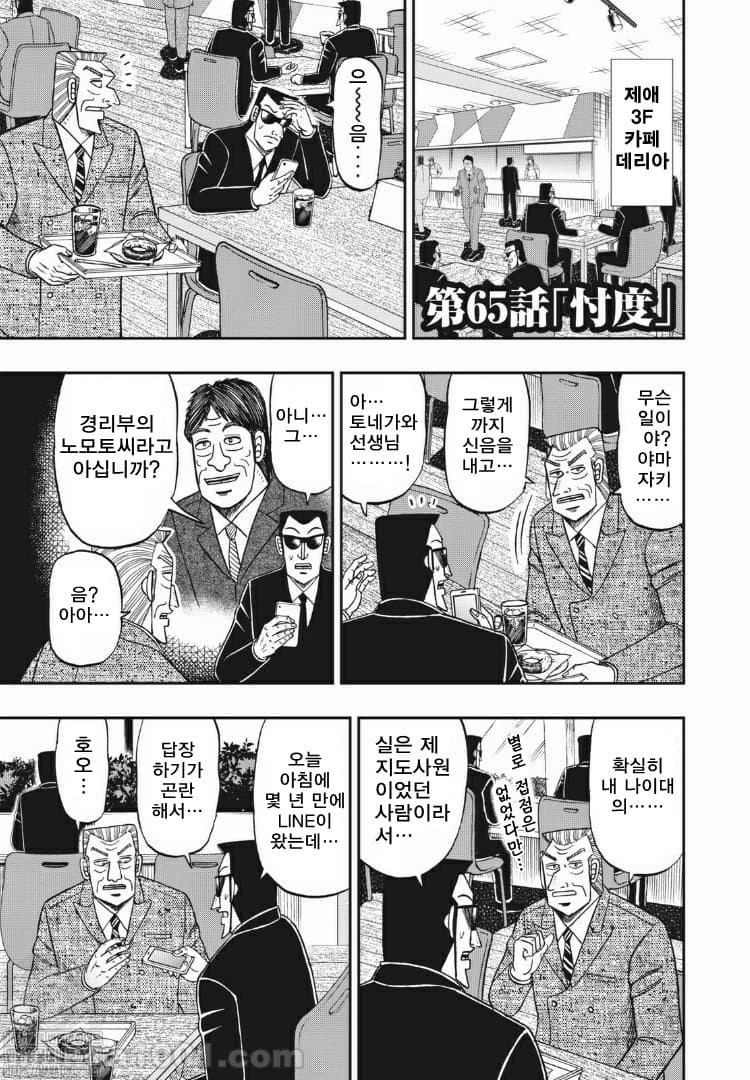 제애
3F
카페
데리아
第65話「忖度」
으~~음…
무슨
일이
야?
야마
자키
……
그렇게
까지
신음을
내고…
아…
토네가와
선생님
………!
아니…
그…
경리부의
노모토씨라고
아십니까?
음?
아아…
확실히
내 나이대
의……
별로 접점은
없었다만…
실은 제
지도사원
이었던
사람이라
서…
오늘
아침에
몇 년 만에
LINE이
왔는데…
답장
하기가
곤란
해서…
호오
…